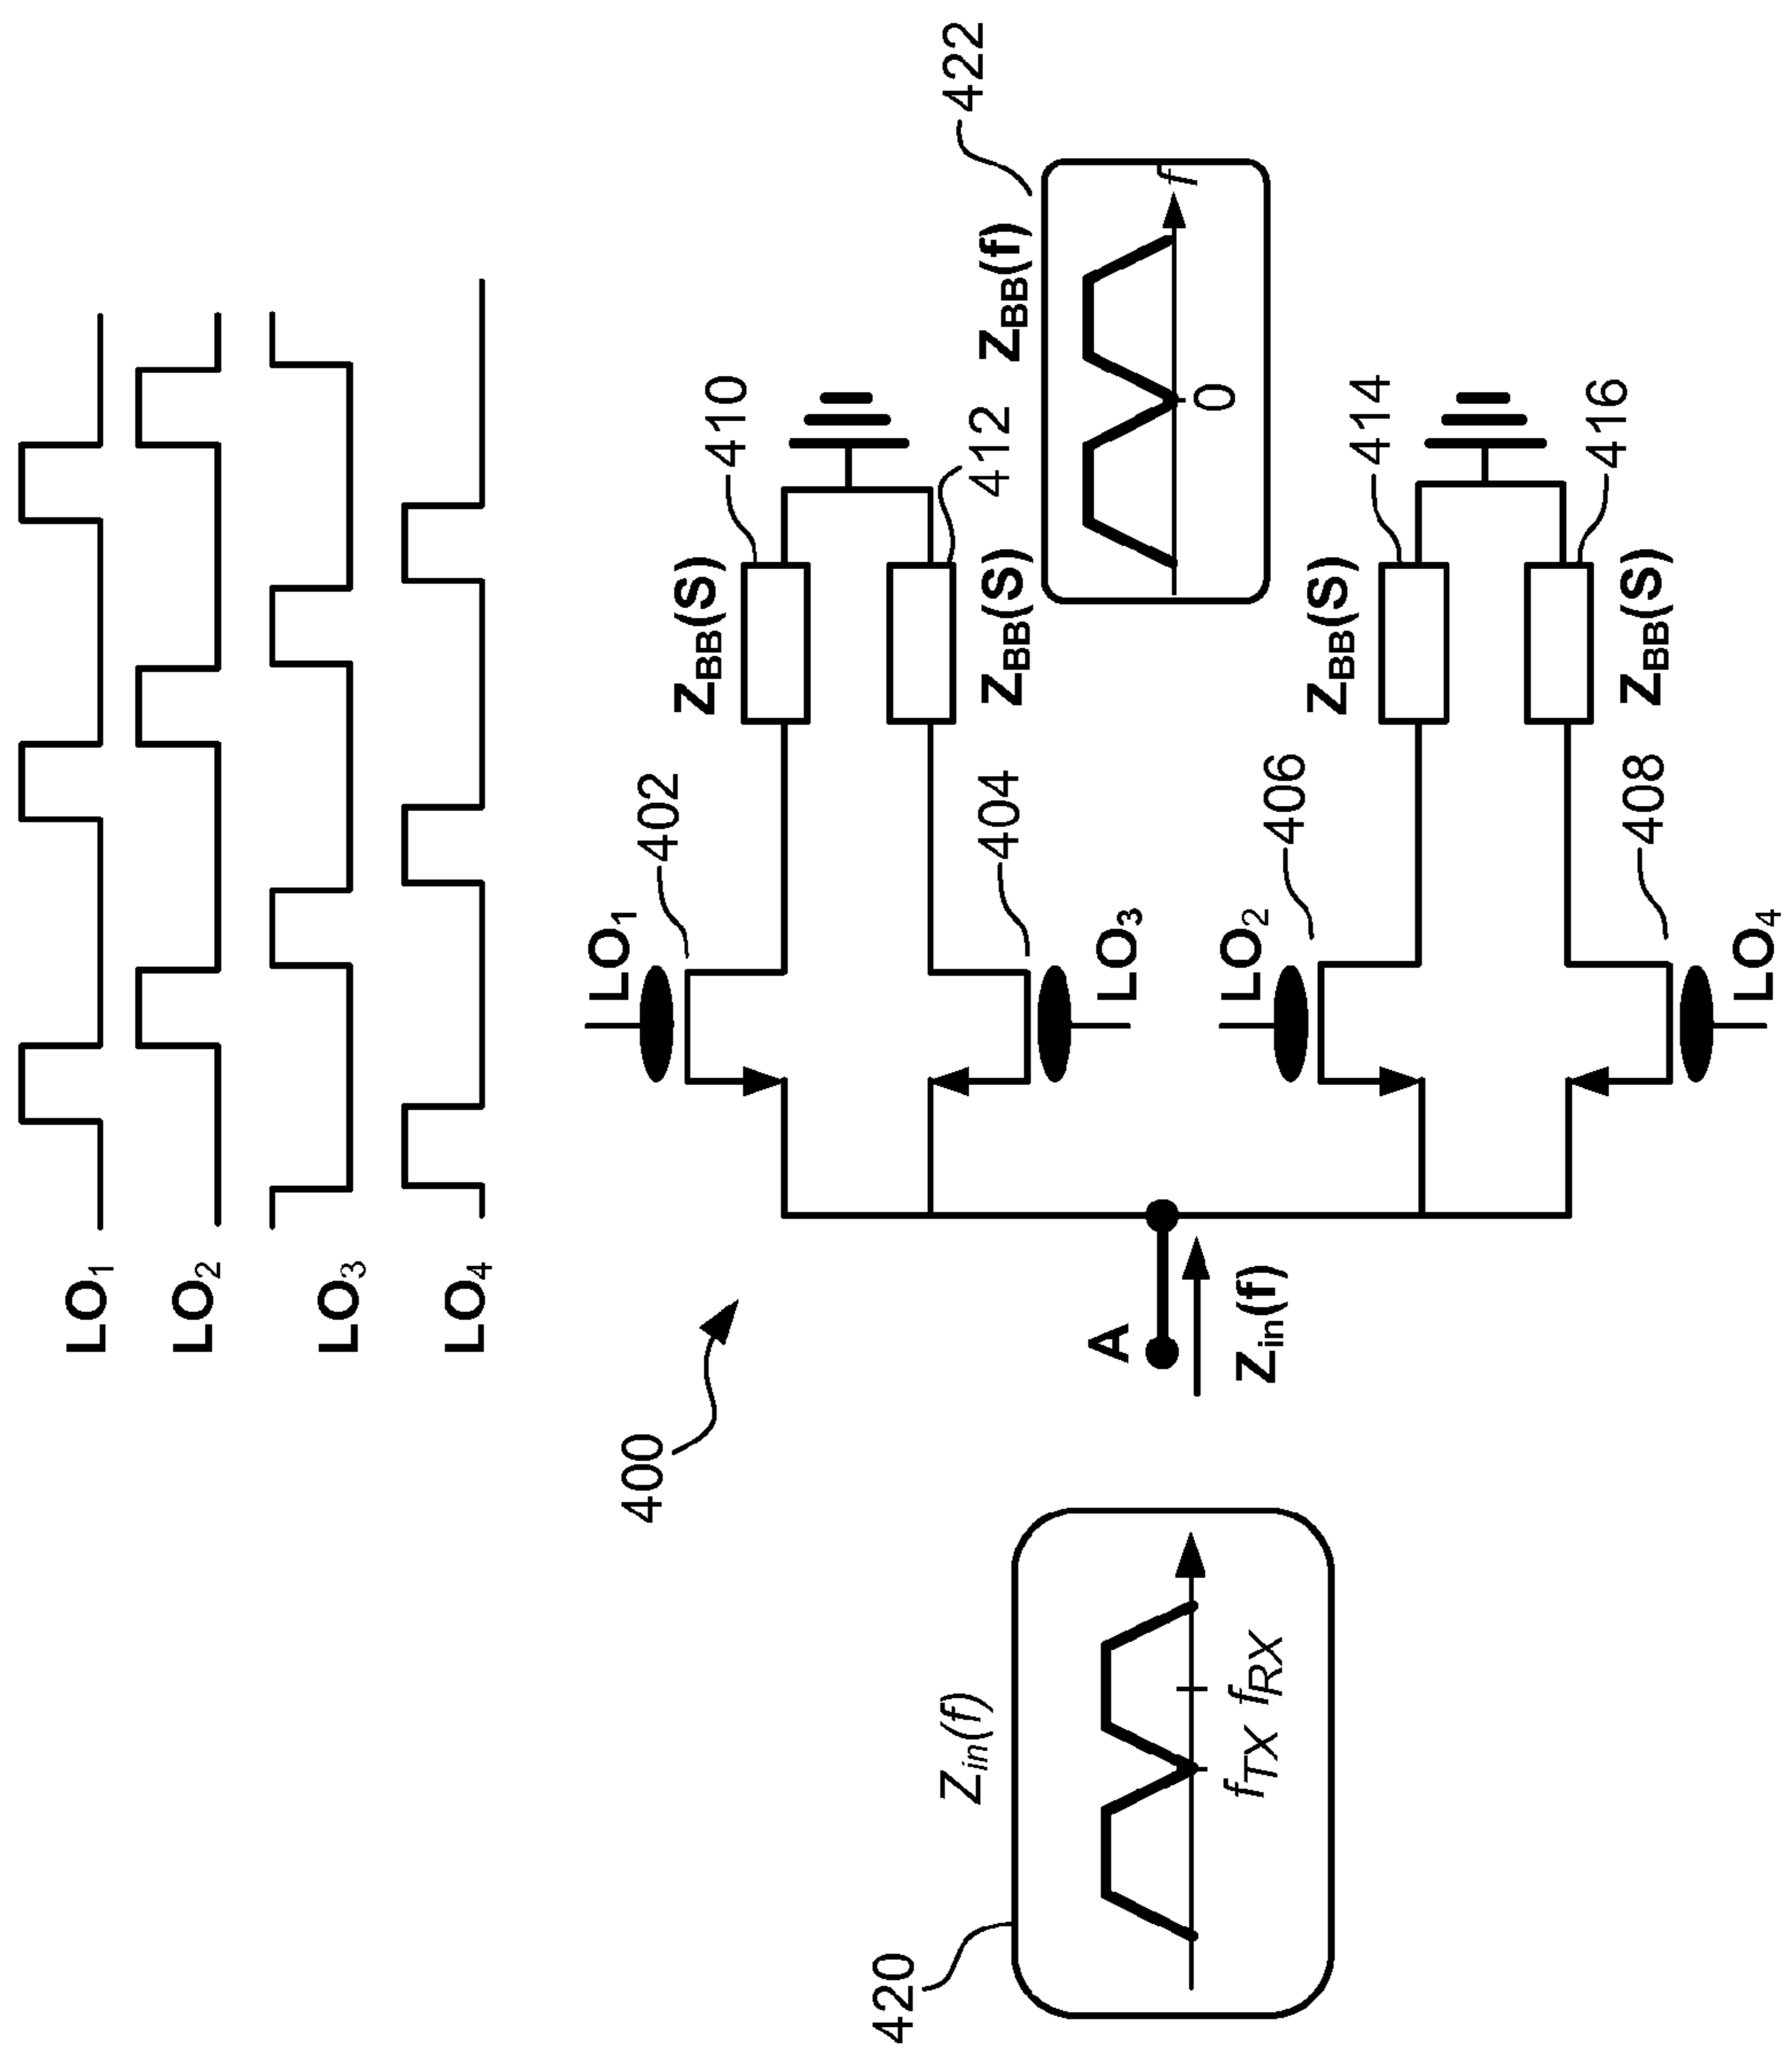 LO1
LO2
LO3
LO4
400
LO1
402
ZBB(S)
410
404
LO3
ZBB(S)
412
ZBB(f)
422
f
0
A
Zin(f)
420
Zin(f)
fTX fRX
LO2
406
ZBB(S)
414
408
LO4
ZBB(S)
416